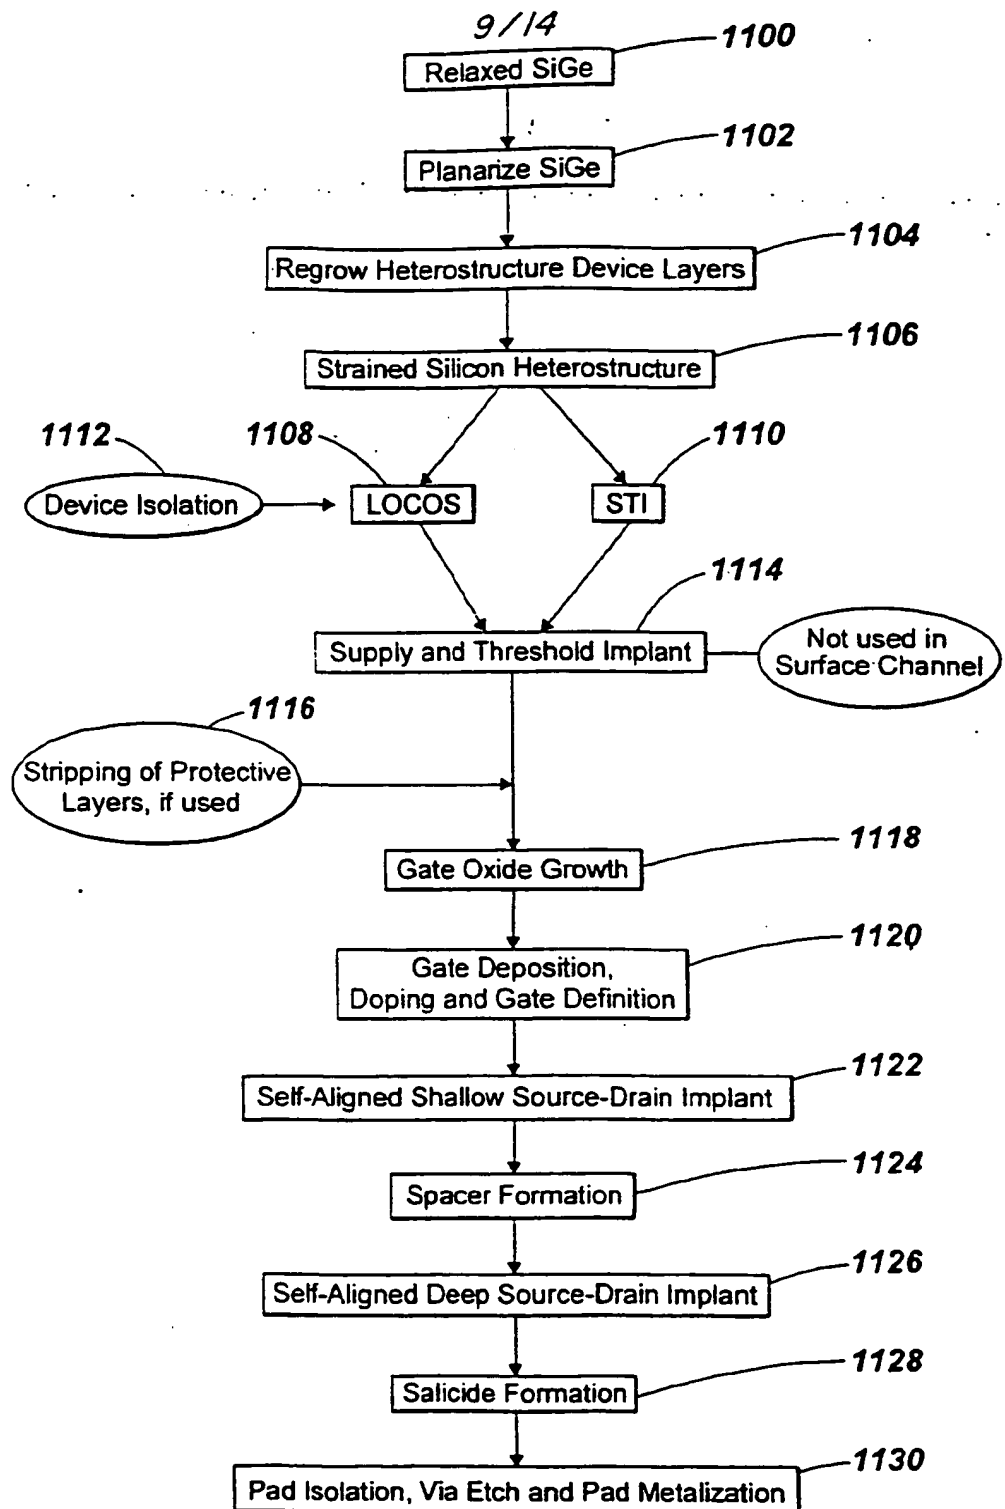 9/14
1100
Relaxed SiGe
1102
Planarize SiGe
1104
Regrow Heterostructure Device Layers
1106
Strained Silicon Heterostructure
1112
1108
1110
Device Isolation
LOCOS
STI
1114
Supply and Threshold Implant
Not used in
Surface Channel
1116
Stripping of Protective
Layers, if used
1118
Gate Oxide Growth
1120
Gate Deposition,
Doping and Gate Definition
1122
Self-Aligned Shallow Source-Drain Implant
1124
Spacer Formation
1126
Self-Aligned Deep Source-Drain Implant
1128
Salicide Formation
1130
Pad Isolation, Via Etch and Pad Metalization